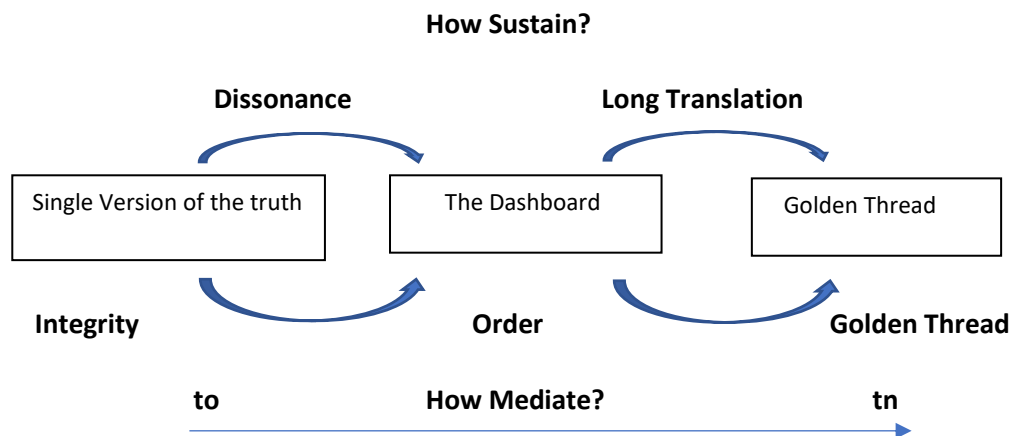 How Sustain?
Dissonance Long Translation
Single Version of the truth The Dashboard Golden Thread
Integrity Order Golden Thread
to How Mediate? tn